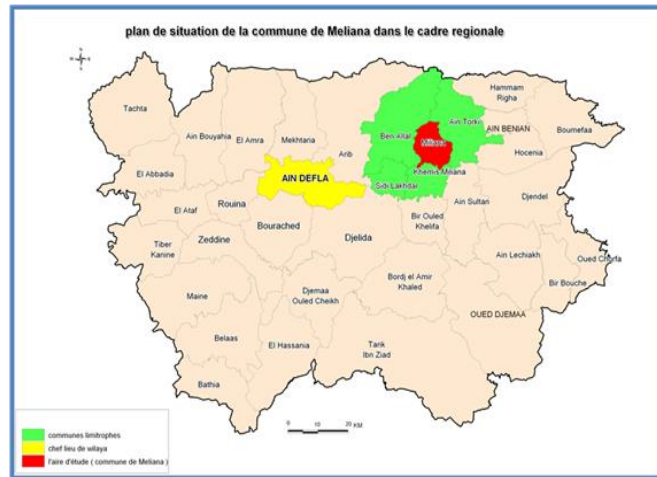 plan de situation de la commune de Meliana dans le cadre regionale
N
Hammam
Righa
Tachta
Ain Torki
Ain Bouyahia
El Amra
Mekhtaria
Ben Allal
AIN BENIAN
Boumefaa
Arib
Miliana
Hocenia
El Abbadia
Khemis Miliana
AIN DEFLA
Sidi Lakhdar
Djendel
Rouina
Ain Sultan
El Ataf
Bir Ouled
Khelifa
Bourached
Tiber
Kanine
Zeddine
Djelida
Ain Lechiakh
Oued Chorfa
Bordj el Amir
Khaled
Bir Bouche
Maine
Djemaa
Ouled Cheikh
OUED DJEMAA
Belaas
El Hassania
Tarik
Ibn Ziad
Bathia
0 10 20
KM
communes limitrophes
chef lieu de wilaya
l'aire d'étude ( commune de Meliana )